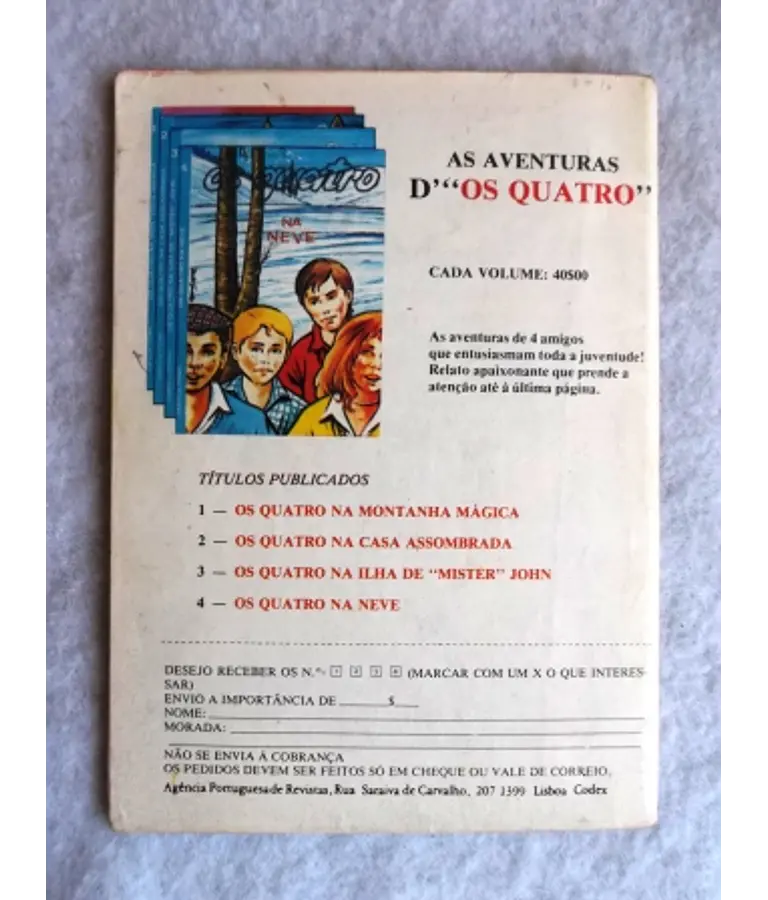 os quatro
NA
NEVE
AS AVENTURAS
D'“OS QUATRO”
CADA VOLUME: 40$00
As aventuras de 4 amigos
que entusiasmam toda a juventude!
Relato apaixonante que prende a
atenção até à última página.
TÍTULOS PUBLICADOS
1 — OS QUATRO NA MONTANHA MÁGICA
2 — OS QUATRO NA CASA ASSOMBRADA
3 — OS QUATRO NA ILHA DE “MISTER” JOHN
4 — OS QUATRO NA NEVE
DESEJO RECEBER OS N.os 1 2 3 4 (MARCAR COM UM X O QUE INTERES-
SAR)
ENVIO A IMPORTÂNCIA DE ______ $ ___
NOME:
MORADA:
NÃO SE ENVIA À COBRANÇA
OS PEDIDOS DEVEM SER FEITOS SÓ EM CHEQUE OU VALE DE CORREIO.
Agência Portuguesa de Revistas, Rua Saraiva de Carvalho, 207 1399 Lisboa Codex